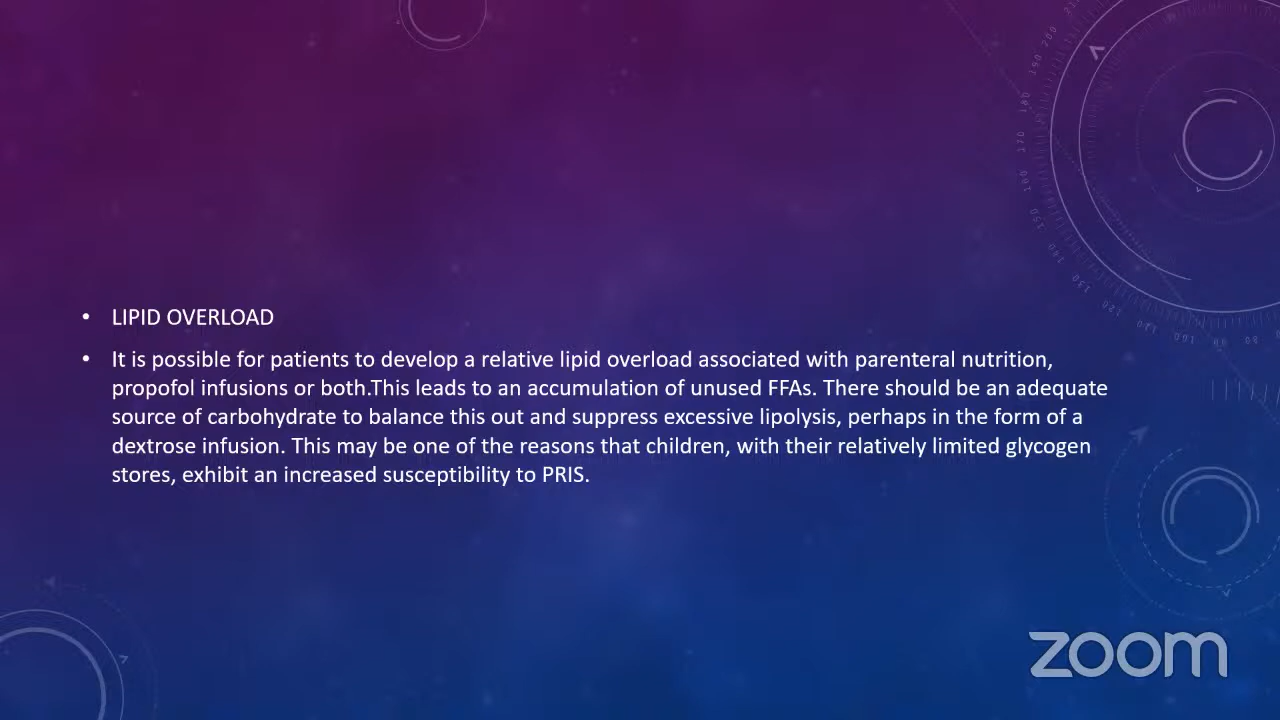 • LIPID OVERLOAD
• It is possible for patients to develop a relative lipid overload associated with parenteral nutrition,
propofol infusions or both.This leads to an accumulation of unused FFAs. There should be an adequate
source of carbohydrate to balance this out and suppress excessive lipolysis, perhaps in the form of a
dextrose infusion. This may be one of the reasons that children, with their relatively limited glycogen
stores, exhibit an increased susceptibility to PRIS.
zoom